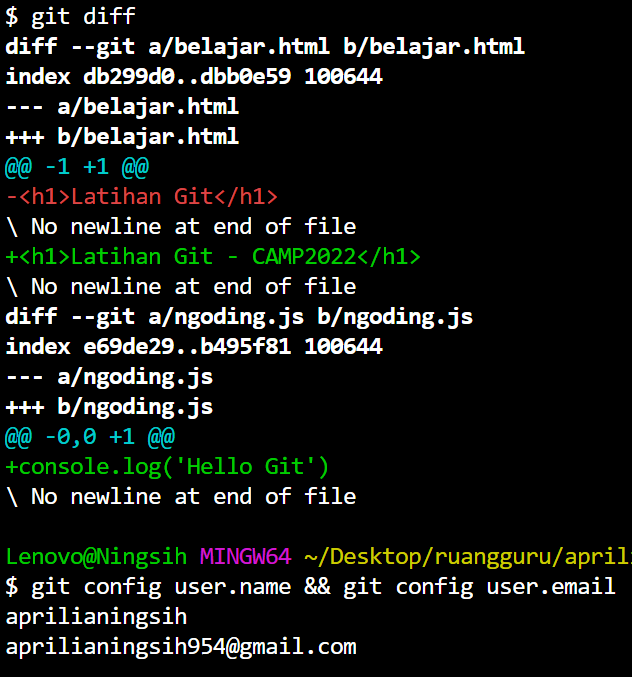 $ git diff
diff --git a/belajar.html b/belajar.html
index db299d0..dbb0e59 100644
--- a/belajar.html
+++ b/belajar.html
@@ -1 +1 @@
-<h1>Latihan Git</h1>
\ No newline at end of file
+<h1>Latihan Git - CAMP2022</h1>
\ No newline at end of file
diff --git a/ngoding.js b/ngoding.js
index e69de29..b495f81 100644
--- a/ngoding.js
+++ b/ngoding.js
@@ -0,0 +1 @@
+console.log('Hello Git')
\ No newline at end of file
Lenovo@Ningsih MINGW64 ~/Desktop/ruangguru/aprili
$ git config user.name && git config user.email
aprilianingsih
aprilianingsih954@gmail.com